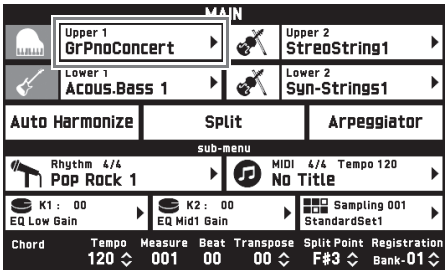 MAIN
Upper 1
GrPnoConcert
Upper 2
StreoString1
Lower 1
Acous.Bass 1
Lower 2
Syn-Strings1
Auto Harmonize
Split
Arpeggiator
sub-menu
Rhythm 4/4
Pop Rock 1
MIDI 4/4 Tempo 120
No Title
K1 : 00
EQ Low Gain
K2 : 00
EQ Mid1 Gain
Sampling 001
StandardSet1
Chord Tempo Measure Beat Transpose Split Point Registration
120 001 00 00 F#3 Bank-01